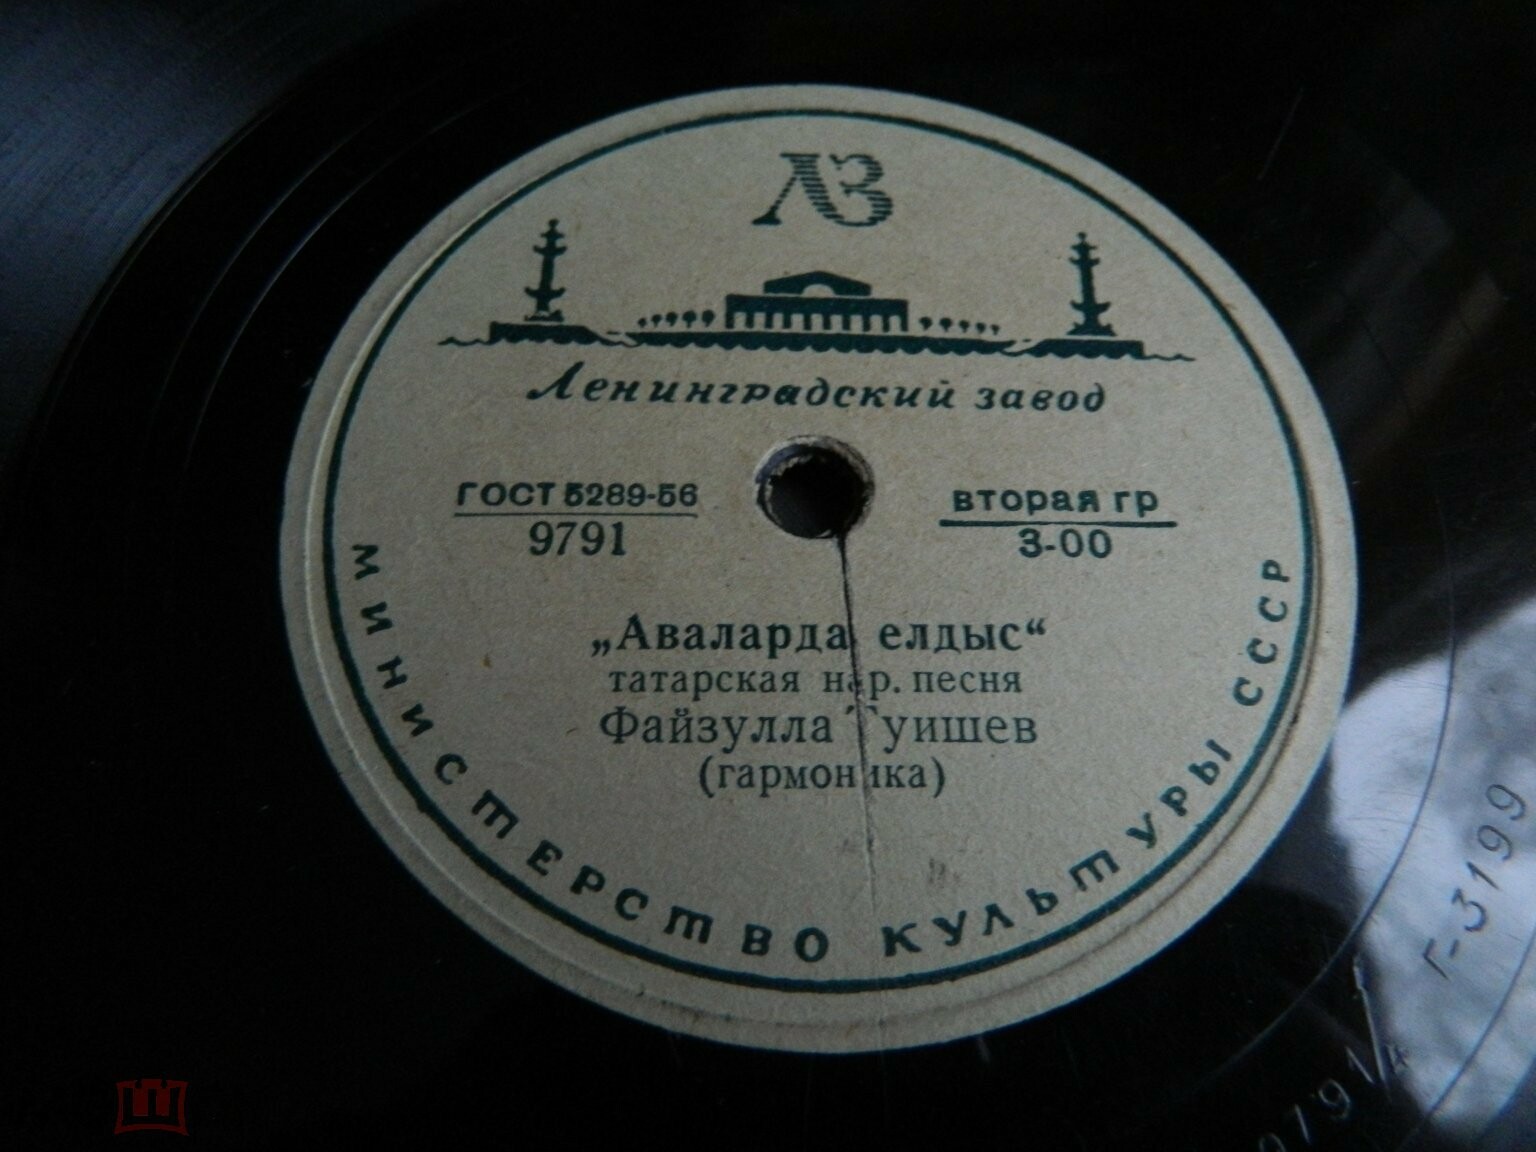 ЛЗ
Ленинградский завод
ГОСТ 5289-56
9791
вторая гр
3-00
„Аваларда елдыс“
татарская нар. песня
Файзулла Туишев
(гармоника)
МИНИСТЕРСТВО КУЛЬТУРЫ СССР
Г-3199